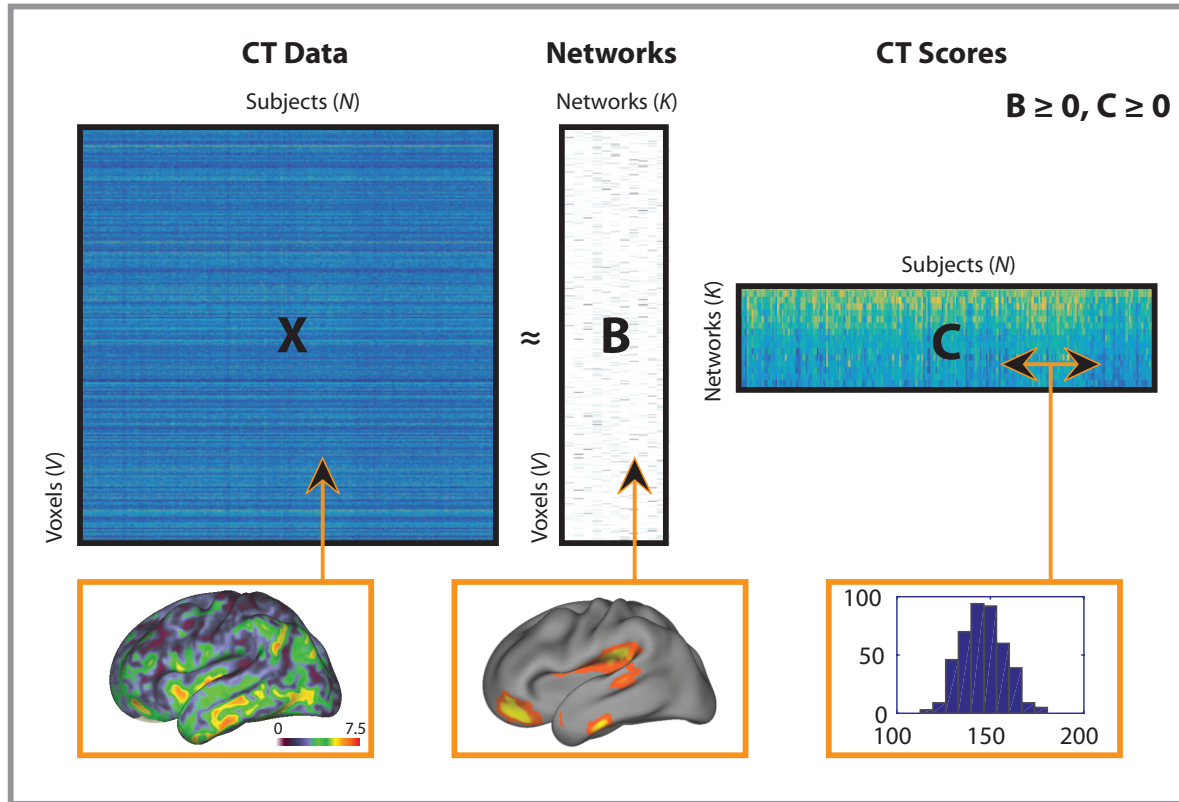 CT Data
Networks
CT Scores
Subjects (N)
Networks (K)
B ≥ 0, C ≥ 0
Voxels (V)
X
≈
Voxels (V)
B
Subjects (N)
Networks (K)
C
0 7.5
100
50
0
100 150 200